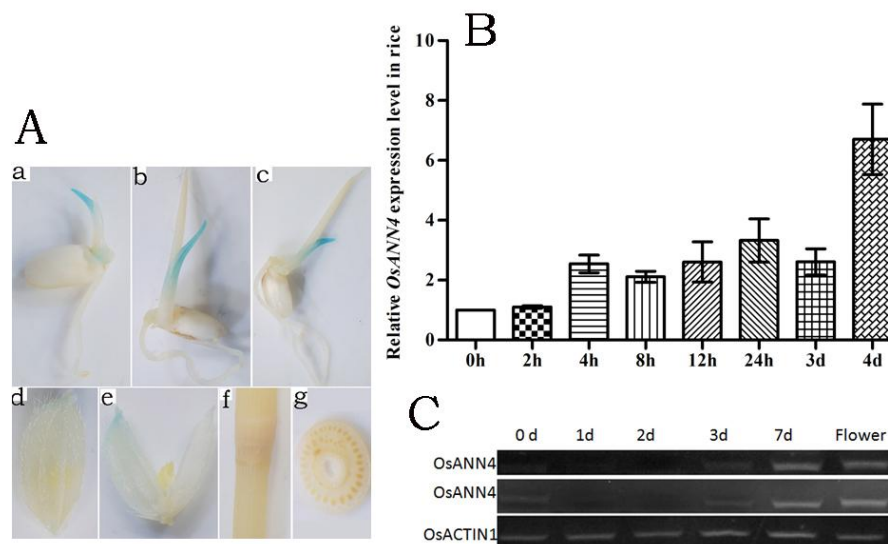 A
a b c
d e f g
B
Relative OsANN4 expression level in rice
10
8
6
4
2
0
0h 2h 4h 8h 12h 24h 3d 4d
C
0 d 1d 2d 3d 7d Flower
OsANN4
OsANN4
OsACTIN1